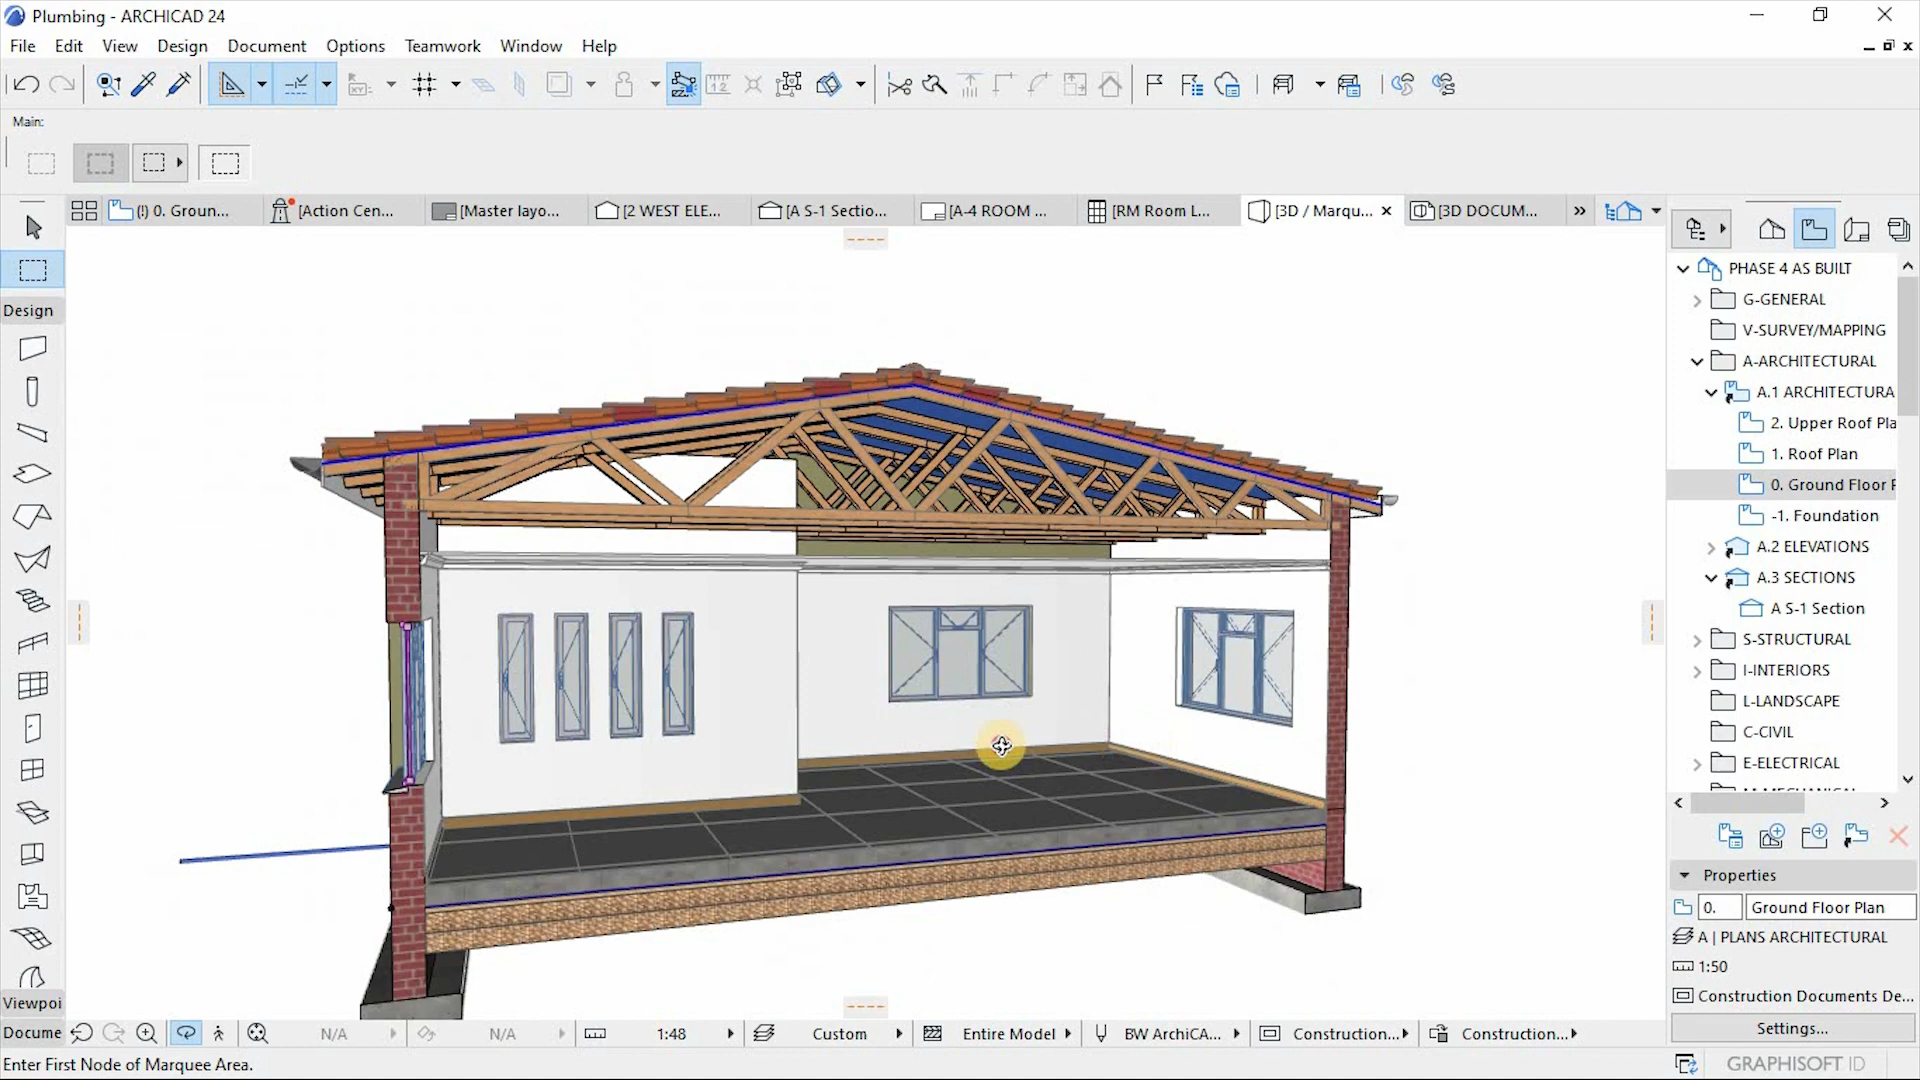 Plumbing - ARCHICAD 24
File Edit View Design Document Options Teamwork Window Help
Main:
(!) 0. Groun...
[Action Cen...
[Master layo...
[2 WEST ELE...
[A S-1 Sectio...
[A-4 ROOM ...
[RM Room L...
[3D / Marqu...
[3D DOCUM...
Design
PHASE 4 AS BUILT
G-GENERAL
V-SURVEY/MAPPING
A-ARCHITECTURAL
A.1 ARCHITECTURA
2. Upper Roof Pla
1. Roof Plan
0. Ground Floor P
-1. Foundation
A.2 ELEVATIONS
A.3 SECTIONS
A S-1 Section
S-STRUCTURAL
I-INTERIORS
L-LANDSCAPE
C-CIVIL
E-ELECTRICAL
Properties
0. Ground Floor Plan
A | PLANS ARCHITECTURAL
1:50
Construction Documents De...
Settings...
Viewpoi
Docume
N/A
N/A
1:48
Custom
Entire Model
BW ArchiCA...
Construction...
Construction...
Enter First Node of Marquee Area.
GRAPHISOFT ID